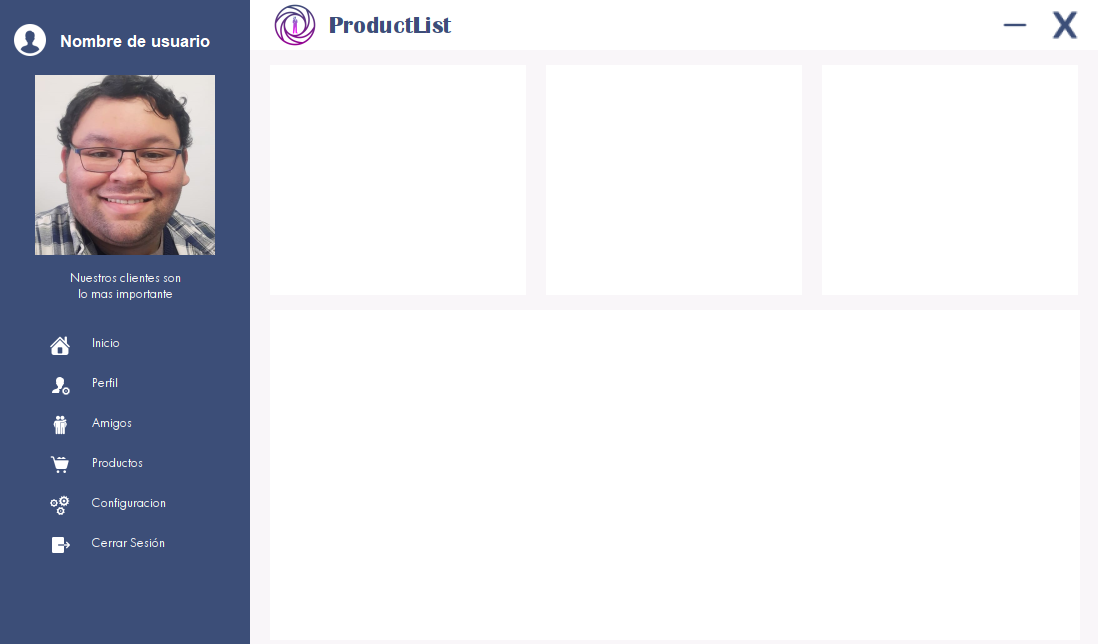 Nombre de usuario
ProductList
X
Nuestros clientes son
lo mas importante
Inicio
Perfil
Amigos
Productos
Configuracion
Cerrar Sesión